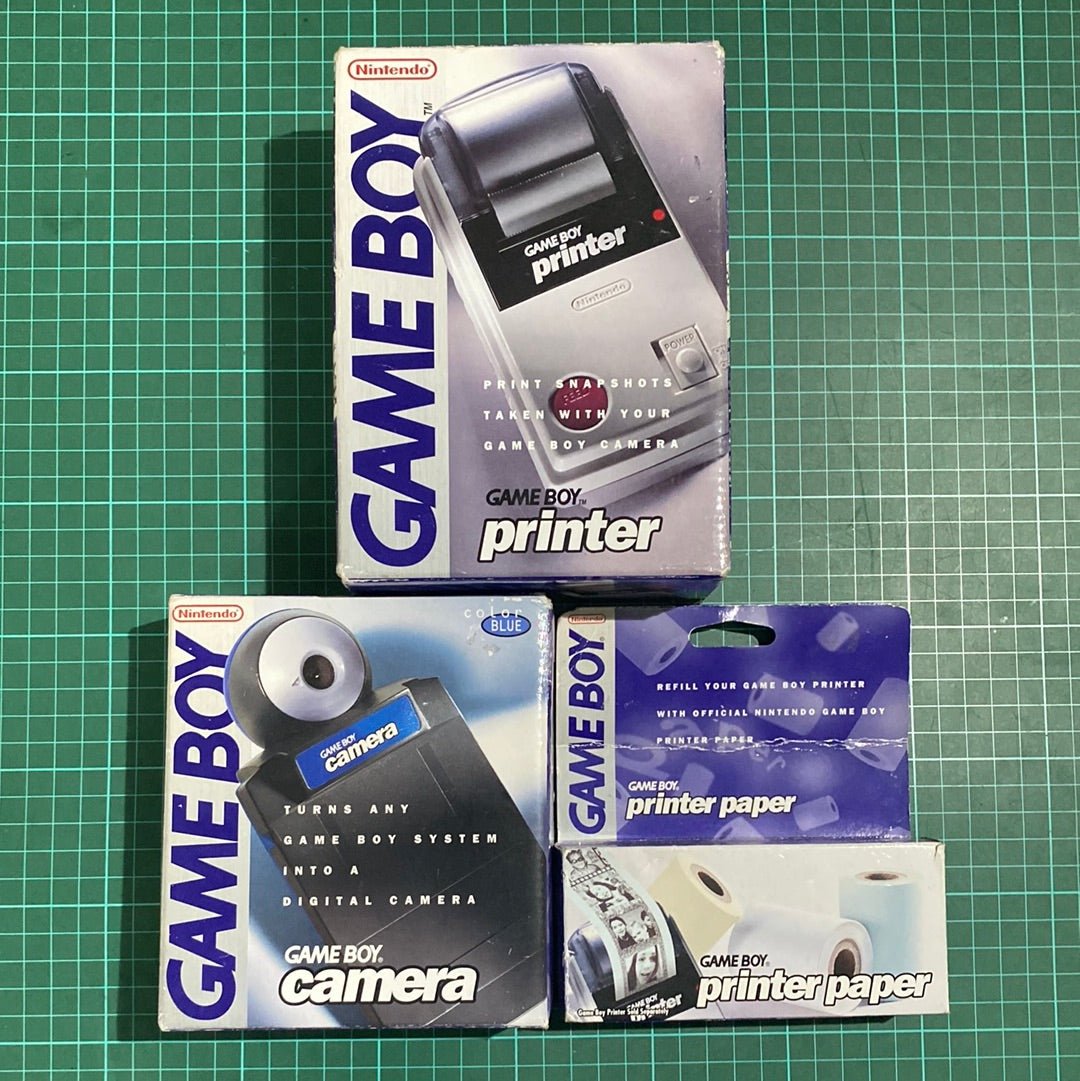 Nintendo®
GAME BOY™
GAME BOY
printer
Nintendo
POWER
FEED
PRINT SNAPSHOTS
TAKEN WITH YOUR
GAME BOY CAMERA
GAME BOY™
printer
Nintendo®
GAME BOY
color
BLUE
GAME BOY
camera
TURNS ANY
GAME BOY SYSTEM
INTO A
DIGITAL CAMERA
GAME BOY®
camera
Nintendo
GAME BOY®
REFILL YOUR GAME BOY PRINTER
WITH OFFICIAL NINTENDO GAME BOY
PRINTER PAPER
GAME BOY®
printer paper
GAME BOY®
printer paper
GAME BOY
Game Boy Printer Sold Separately